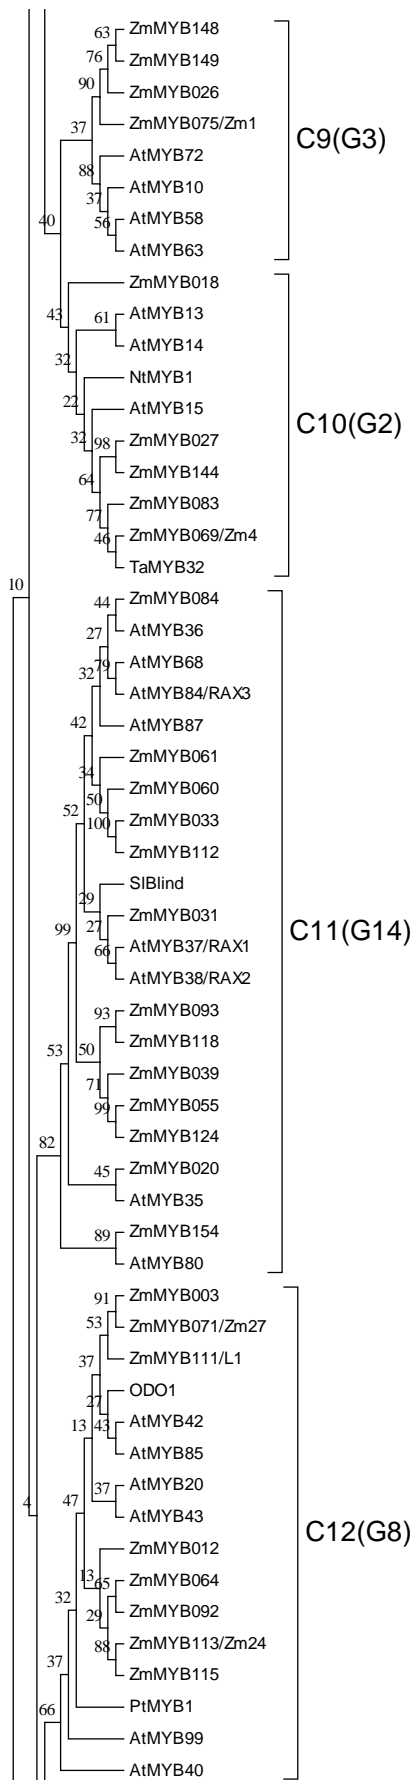 63 ZmMYB148
76 ZmMYB149
90 ZmMYB026
37 ZmMYB075/Zm1
C9(G3)
88 AtMYB72
37 AtMYB10
56 AtMYB58
40 AtMYB63
ZmMYB018
43 61 AtMYB13
32 AtMYB14
22 NtMYB1
32 AtMYB15
C10(G2)
98 ZmMYB027
64 ZmMYB144
77 ZmMYB083
46 ZmMYB069/Zm4
TaMYB32
10
44 ZmMYB084
27 AtMYB36
32 79 AtMYB68
AtMYB84/RAX3
42 AtMYB87
34 ZmMYB061
50 ZmMYB060
52 100 ZmMYB033
ZmMYB112
29 SlBlind
27 ZmMYB031
99 66 AtMYB37/RAX1
C11(G14)
AtMYB38/RAX2
93 ZmMYB093
53 50 ZmMYB118
71 ZmMYB039
99 ZmMYB055
82 ZmMYB124
45 ZmMYB020
AtMYB35
89 ZmMYB154
AtMYB80
91 ZmMYB003
53 ZmMYB071/Zm27
37 ZmMYB111/L1
27 ODO1
13 43 AtMYB42
AtMYB85
47 37 AtMYB20
4 AtMYB43
C12(G8)
13 65 ZmMYB012
ZmMYB064
32 29 ZmMYB092
88 ZmMYB113/Zm24
37 ZmMYB115
66 PtMYB1
AtMYB99
AtMYB40